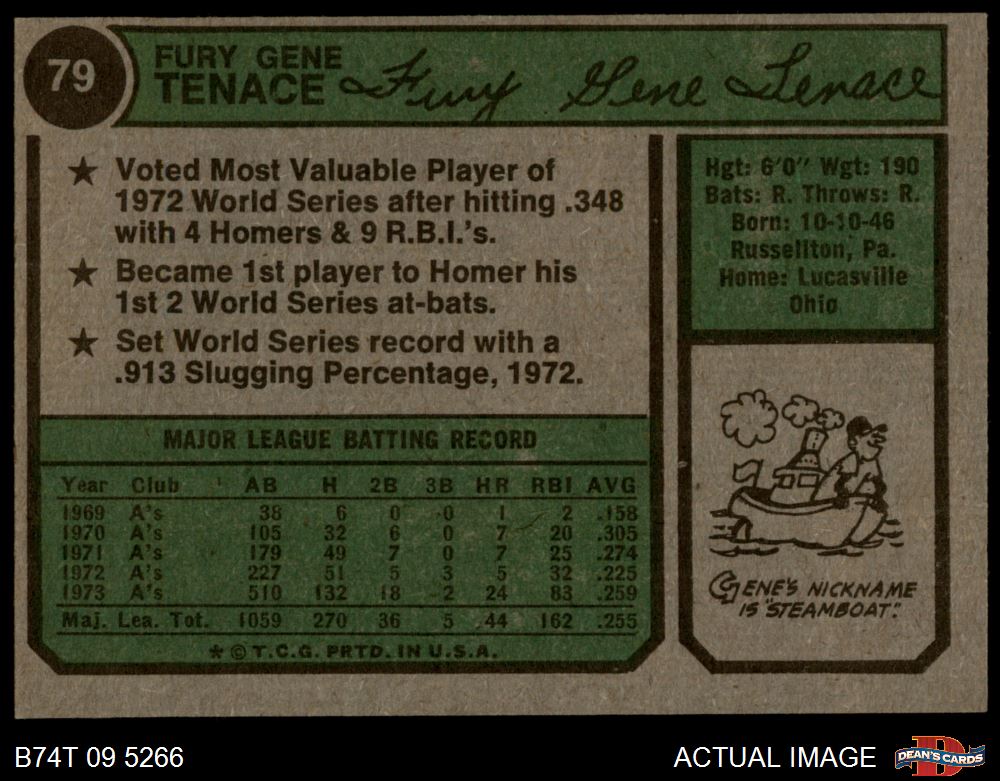 79
FURY GENE
TENACE
Fury Gene Tenace
★ Voted Most Valuable Player of
1972 World Series after hitting .348
with 4 Homers & 9 R.B.I.'s.
★ Became 1st player to Homer his
1st 2 World Series at-bats.
★ Set World Series record with a
.913 Slugging Percentage, 1972.
Hgt: 6'0" Wgt: 190
Bats: R. Throws: R.
Born: 10-10-46
Russellton, Pa.
Home: Lucasville
Ohio
MAJOR LEAGUE BATTING RECORD
Year Club AB H 2B 3B HR RBI AVG
1969 A's 38 6 0 0 1 2 .158
1970 A's 105 32 6 0 7 20 .305
1971 A's 179 49 7 0 7 25 .274
1972 A's 227 51 5 3 5 32 .225
1973 A's 510 132 18 2 24 83 .259
Maj. Lea. Tot. 1059 270 36 5 44 162 .255
* © T.C.G. PRTD. IN U.S.A.
GENE'S NICKNAME
IS "STEAMBOAT."
B74T 09 5266
ACTUAL IMAGE
D
DEAN'S CARDS